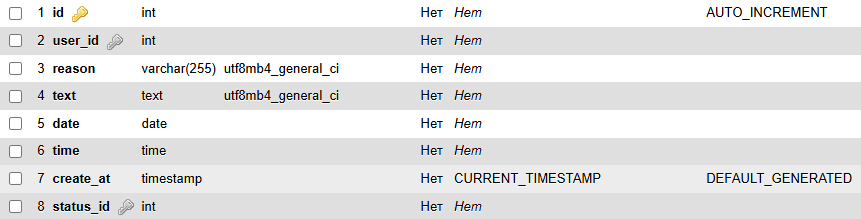 1 id int Нет Нет AUTO_INCREMENT
2 user_id int Нет Нет
3 reason varchar(255) utf8mb4_general_ci Нет Нет
4 text text utf8mb4_general_ci Нет Нет
5 date date Нет Нет
6 time time Нет Нет
7 create_at timestamp Нет CURRENT_TIMESTAMP DEFAULT_GENERATED
8 status_id int Нет Нет